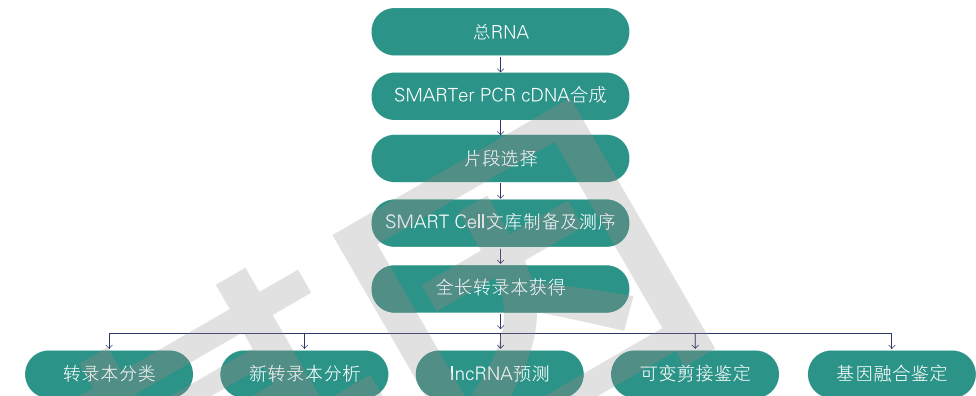 总RNA
SMARTer PCR cDNA合成
片段选择
SMART Cell文库制备及测序
全长转录本获得
转录本分类
新转录本分析
lncRNA预测
可变剪接鉴定
基因融合鉴定